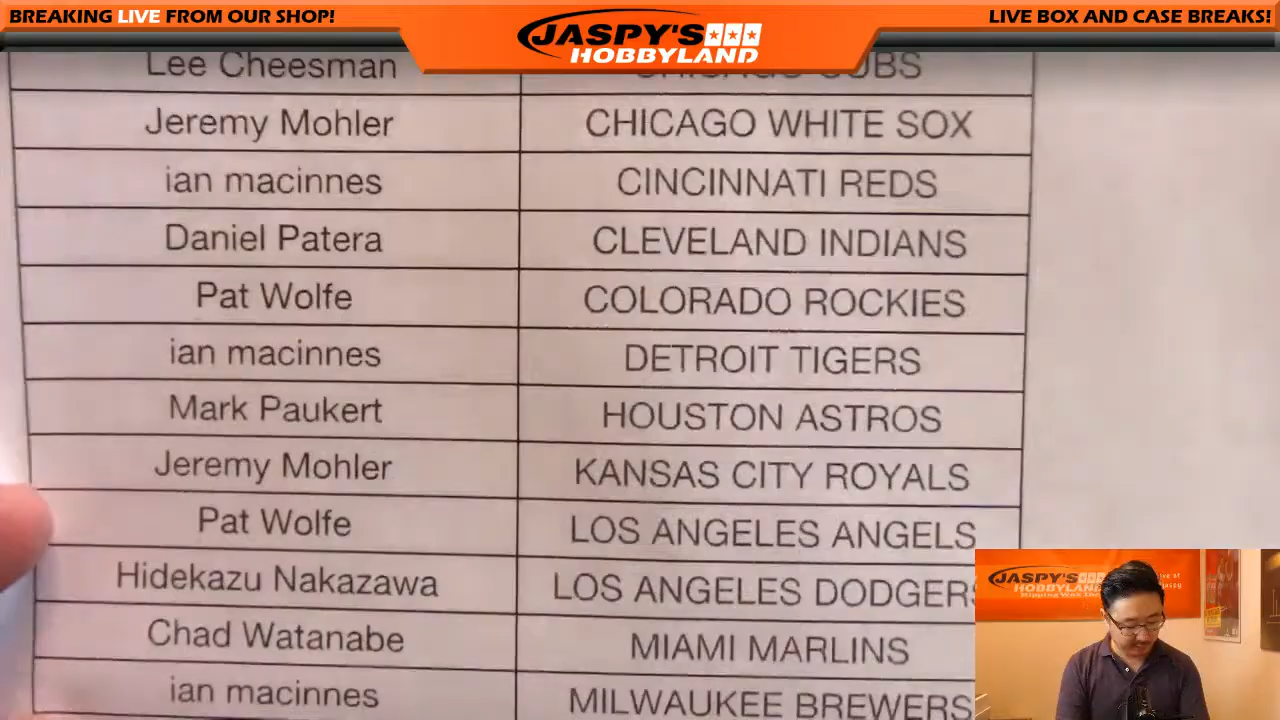 BREAKING LIVE FROM OUR SHOP!
JASPY'S
HOBBYLAND
LIVE BOX AND CASE BREAKS!
Lee Cheesman CHICAGO CUBS
Jeremy Mohler CHICAGO WHITE SOX
ian macinnes CINCINNATI REDS
Daniel Patera CLEVELAND INDIANS
Pat Wolfe COLORADO ROCKIES
ian macinnes DETROIT TIGERS
Mark Paukert HOUSTON ASTROS
Jeremy Mohler KANSAS CITY ROYALS
Pat Wolfe LOS ANGELES ANGELS
Hidekazu Nakazawa LOS ANGELES DODGERS
Chad Watanabe MIAMI MARLINS
ian macinnes MILWAUKEE BREWERS
JASPY'S
HOBBYLAND